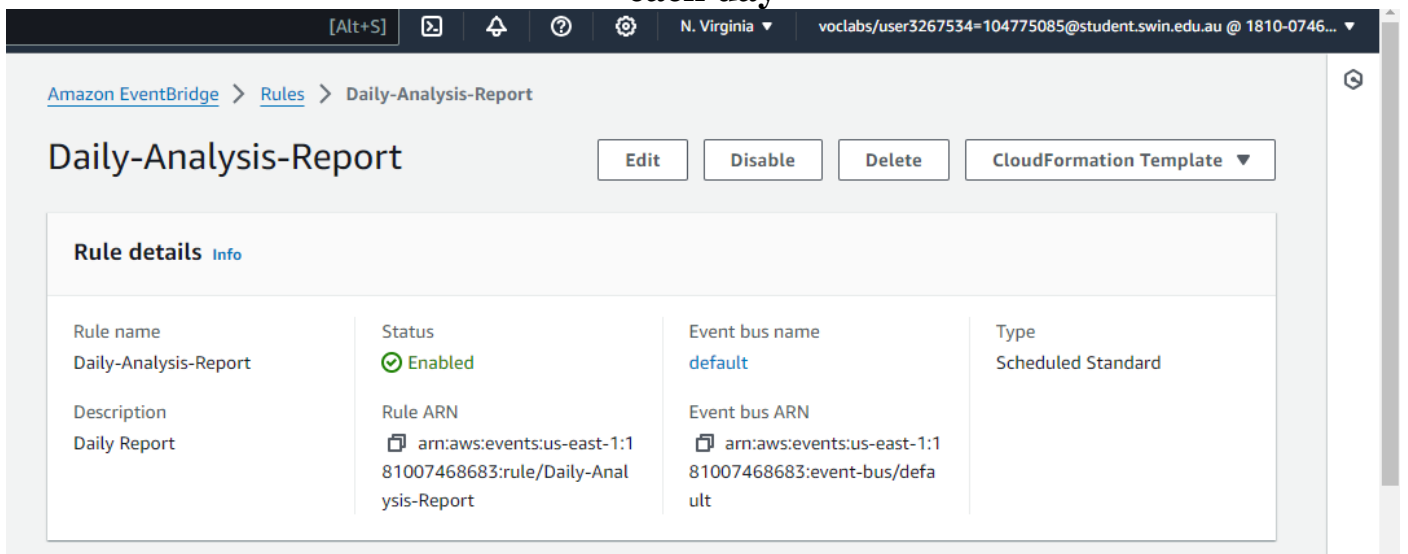 each day
[Alt+S] N. Virginia ▼ voclabs/user3267534=104775085@student.swin.edu.au @ 1810-0746... ▼
Amazon EventBridge > Rules > Daily-Analysis-Report
Daily-Analysis-Report Edit Disable Delete CloudFormation Template ▼
Rule details Info
Rule name Status Event bus name Type
Daily-Analysis-Report Enabled default Scheduled Standard
Description Rule ARN Event bus ARN
Daily Report arn:aws:events:us-east-1:1 arn:aws:events:us-east-1:1
81007468683:rule/Daily-Anal 81007468683:event-bus/defa
ysis-Report ult